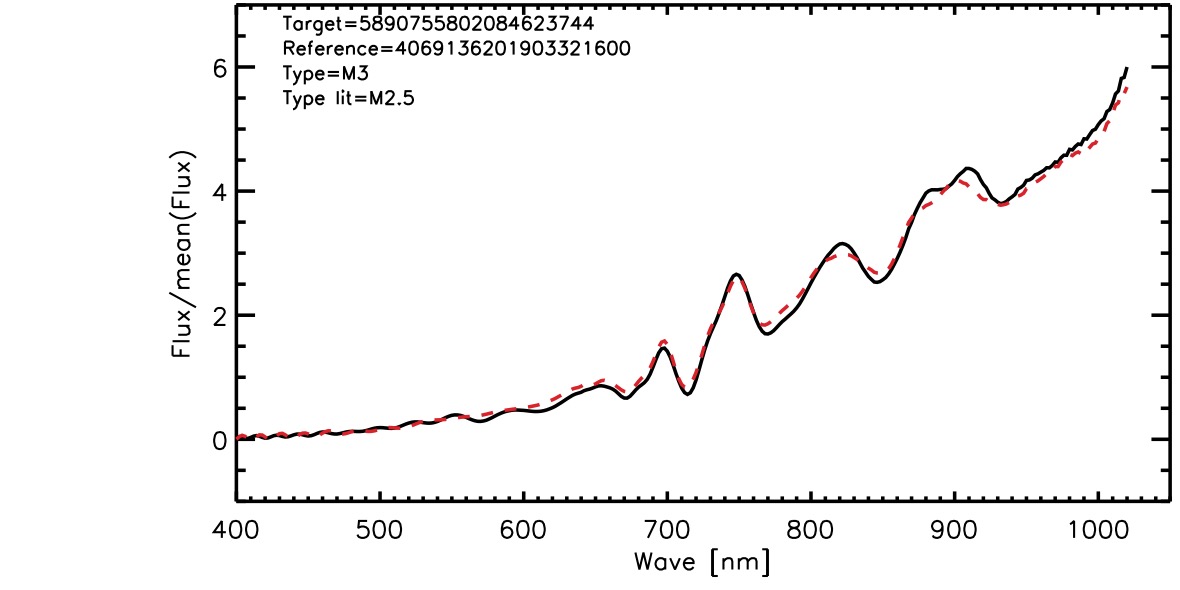 Target=5890755802084623744
Reference=4069136201903321600
Type=M3
Type lit=M2.5
6
4
2
0
Flux/mean(Flux)
400 500 600 700 800 900 1000
Wave [nm]